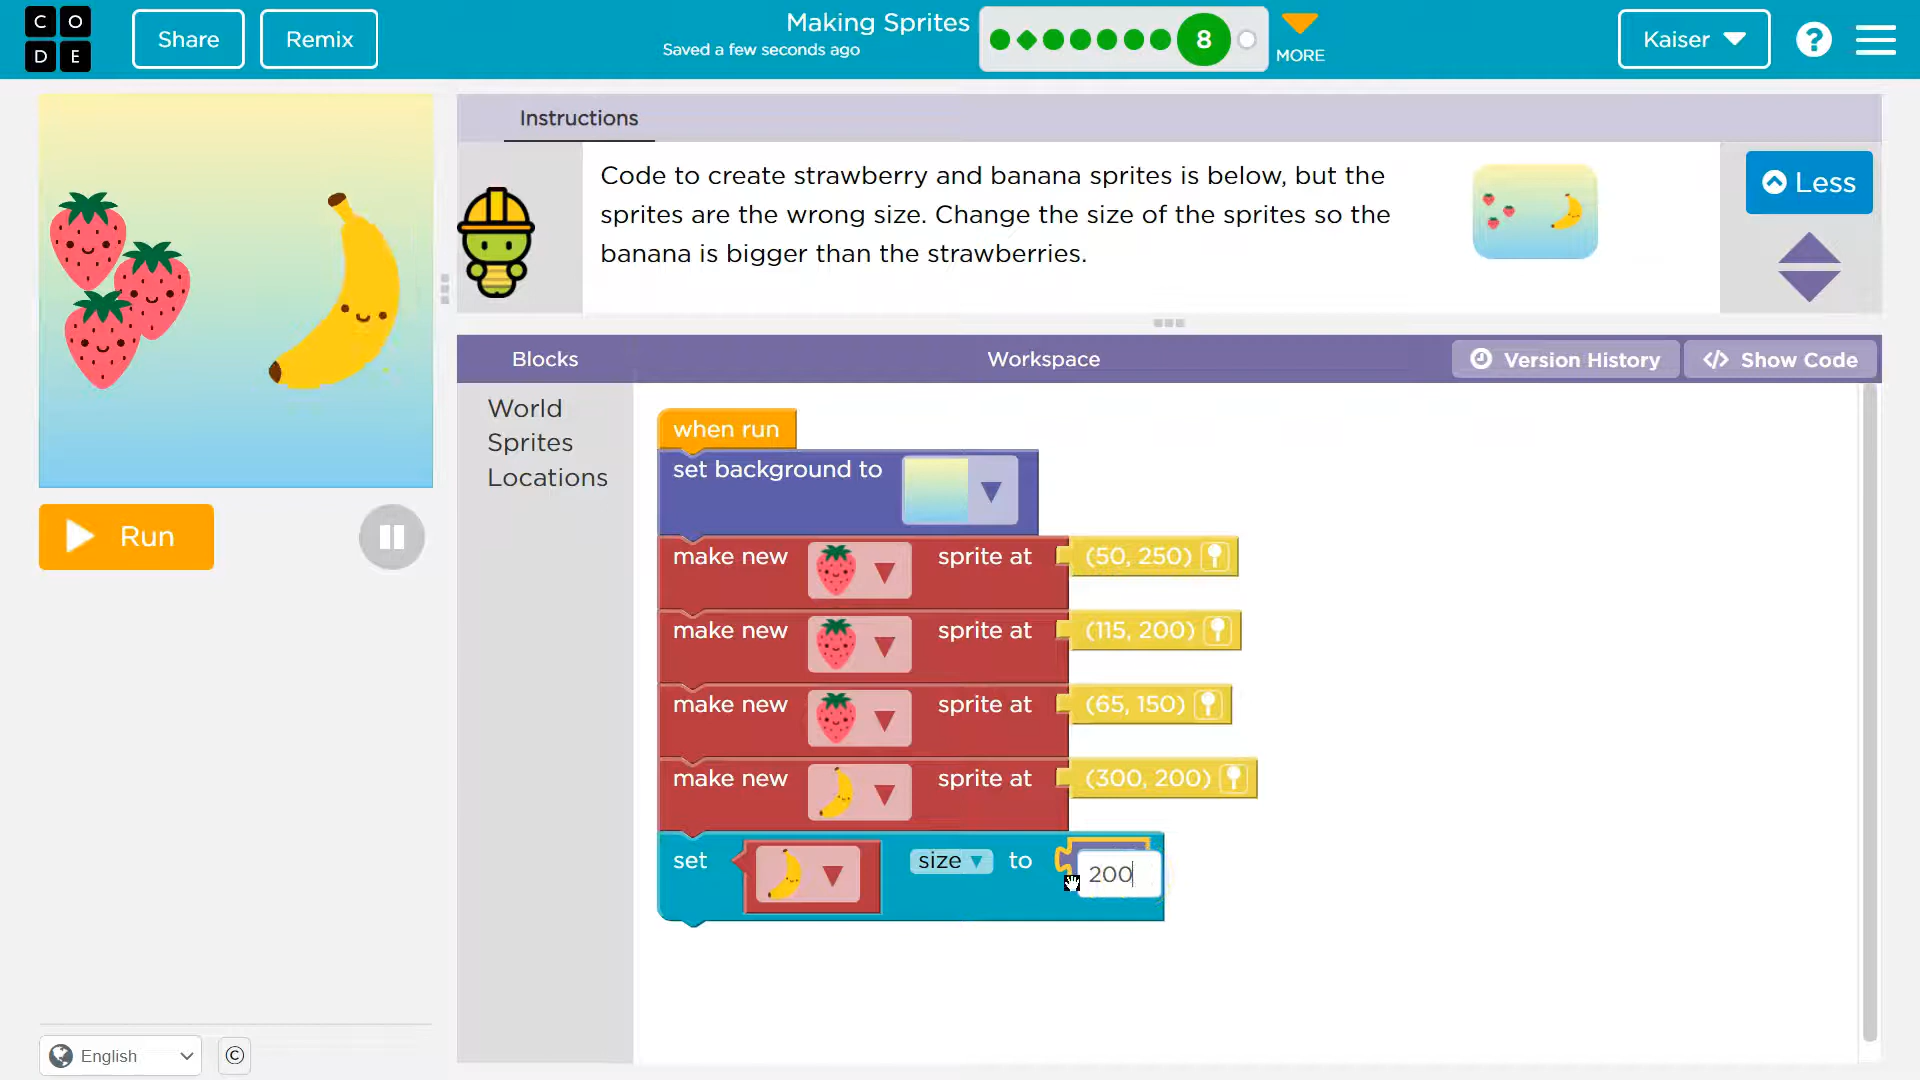 C O
D E
Share
Remix
Making Sprites
Saved a few seconds ago
8
MORE
Kaiser
?
Instructions
Code to create strawberry and banana sprites is below, but the
sprites are the wrong size. Change the size of the sprites so the
banana is bigger than the strawberries.
Less
Run
Blocks
Workspace
Version History
</> Show Code
World
Sprites
Locations
when run
set background to
make new sprite at (50, 250)
make new sprite at (115, 200)
make new sprite at (65, 150)
make new sprite at (300, 200)
set size to 200
English
©